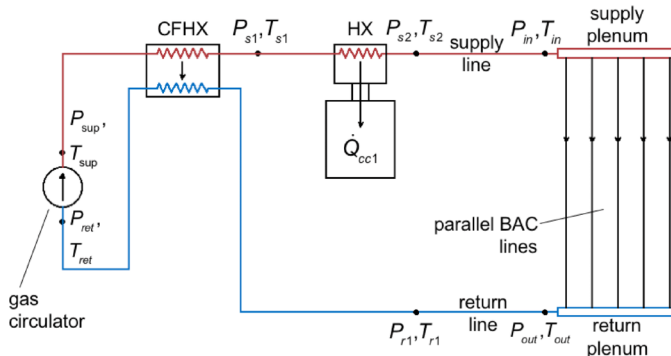 CFHX
P_s1, T_s1
HX
P_s2, T_s2
supply
line
P_in, T_in
supply
plenum
P_sup,
T_sup
P_ret,
T_ret
gas
circulator
Q̇_cc1
parallel BAC
lines
P_r1, T_r1
return
line
P_out, T_out
return
plenum